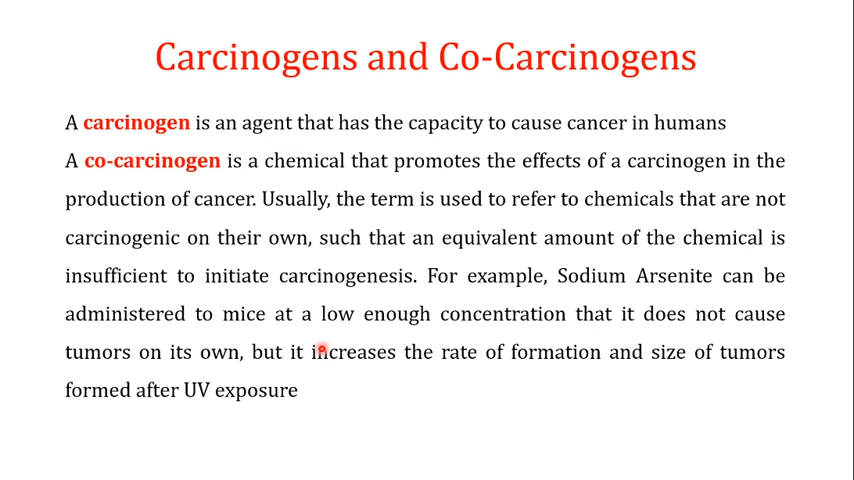 Carcinogens and Co-Carcinogens
A carcinogen is an agent that has the capacity to cause cancer in humans
A co-carcinogen is a chemical that promotes the effects of a carcinogen in the
production of cancer. Usually, the term is used to refer to chemicals that are not
carcinogenic on their own, such that an equivalent amount of the chemical is
insufficient to initiate carcinogenesis. For example, Sodium Arsenite can be
administered to mice at a low enough concentration that it does not cause
tumors on its own, but it increases the rate of formation and size of tumors
formed after UV exposure